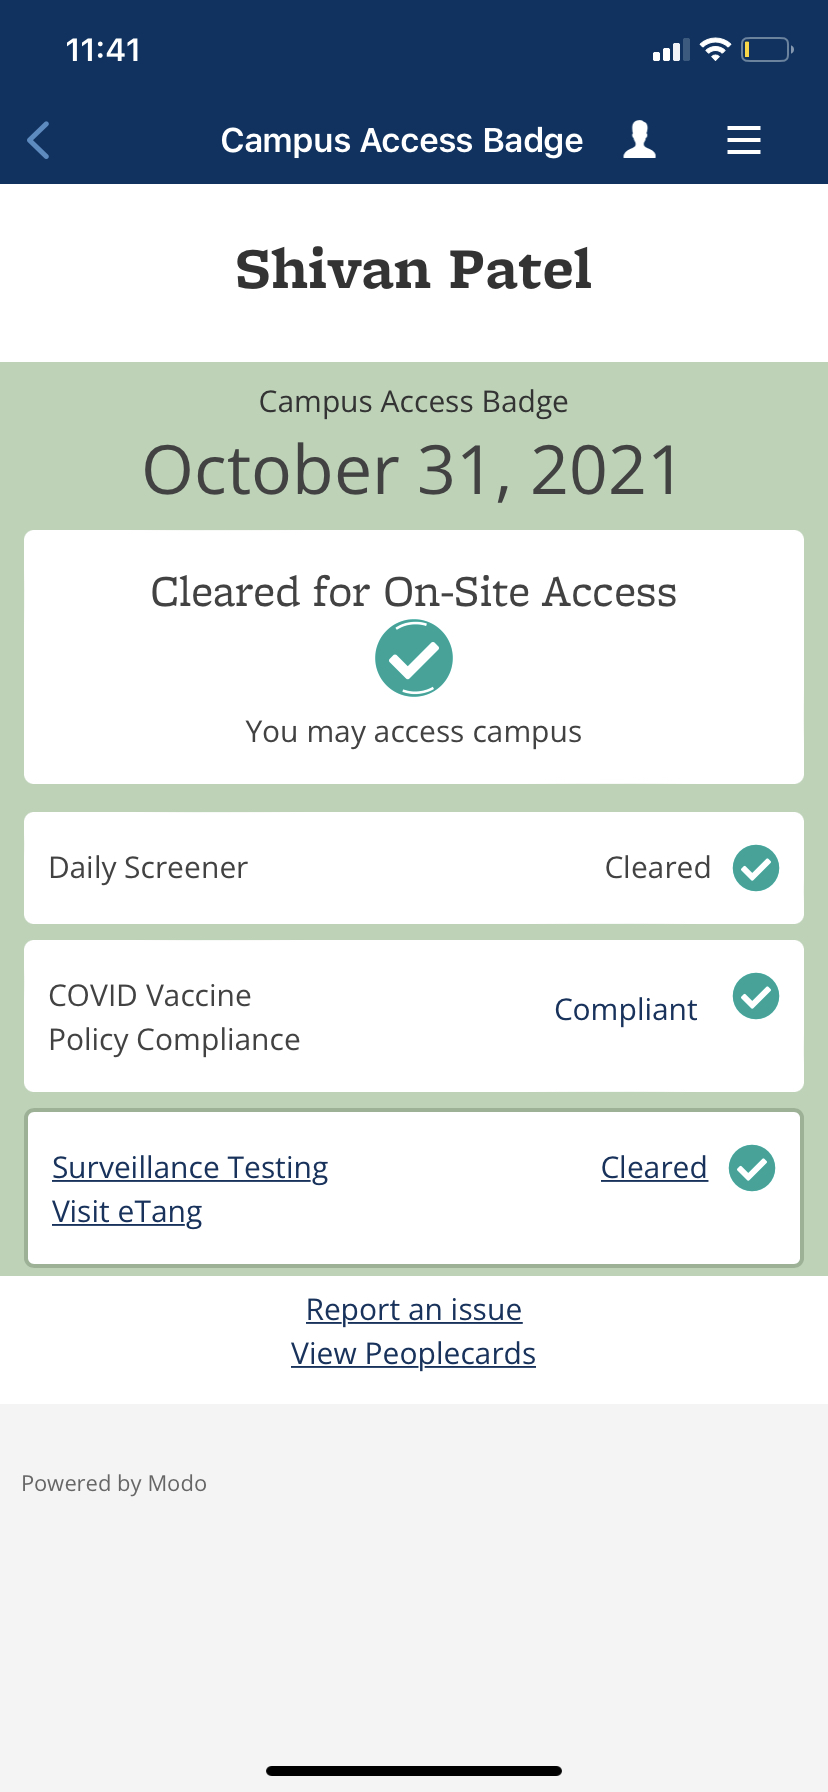 11:41
Campus Access Badge
Shivan Patel
Campus Access Badge
October 31, 2021
Cleared for On-Site Access
You may access campus
Daily Screener Cleared
COVID Vaccine
Policy Compliance
Compliant
Surveillance Testing Cleared
Visit eTang
Report an issue
View Peoplecards
Powered by Modo